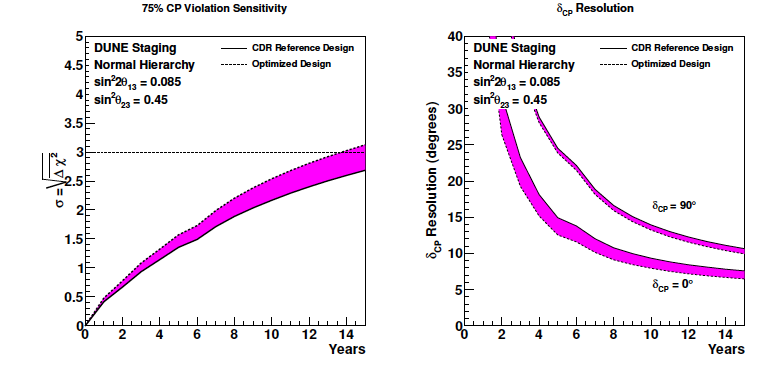 75% CP Violation Sensitivity
DUNE Staging
Normal Hierarchy
sin²2θ₁₃ = 0.085
sin²θ₂₃ = 0.45
CDR Reference Design
Optimized Design
σ = √Δχ²
5
4.5
4
3.5
3
2.5
2
1.5
1
0.5
0
0 2 4 6 8 10 12 14
Years
δCP Resolution
DUNE Staging
Normal Hierarchy
sin²2θ₁₃ = 0.085
sin²θ₂₃ = 0.45
CDR Reference Design
Optimized Design
δCP = 90°
δCP = 0°
δCP Resolution (degrees)
40
35
30
25
20
15
10
5
0
0 2 4 6 8 10 12 14
Years